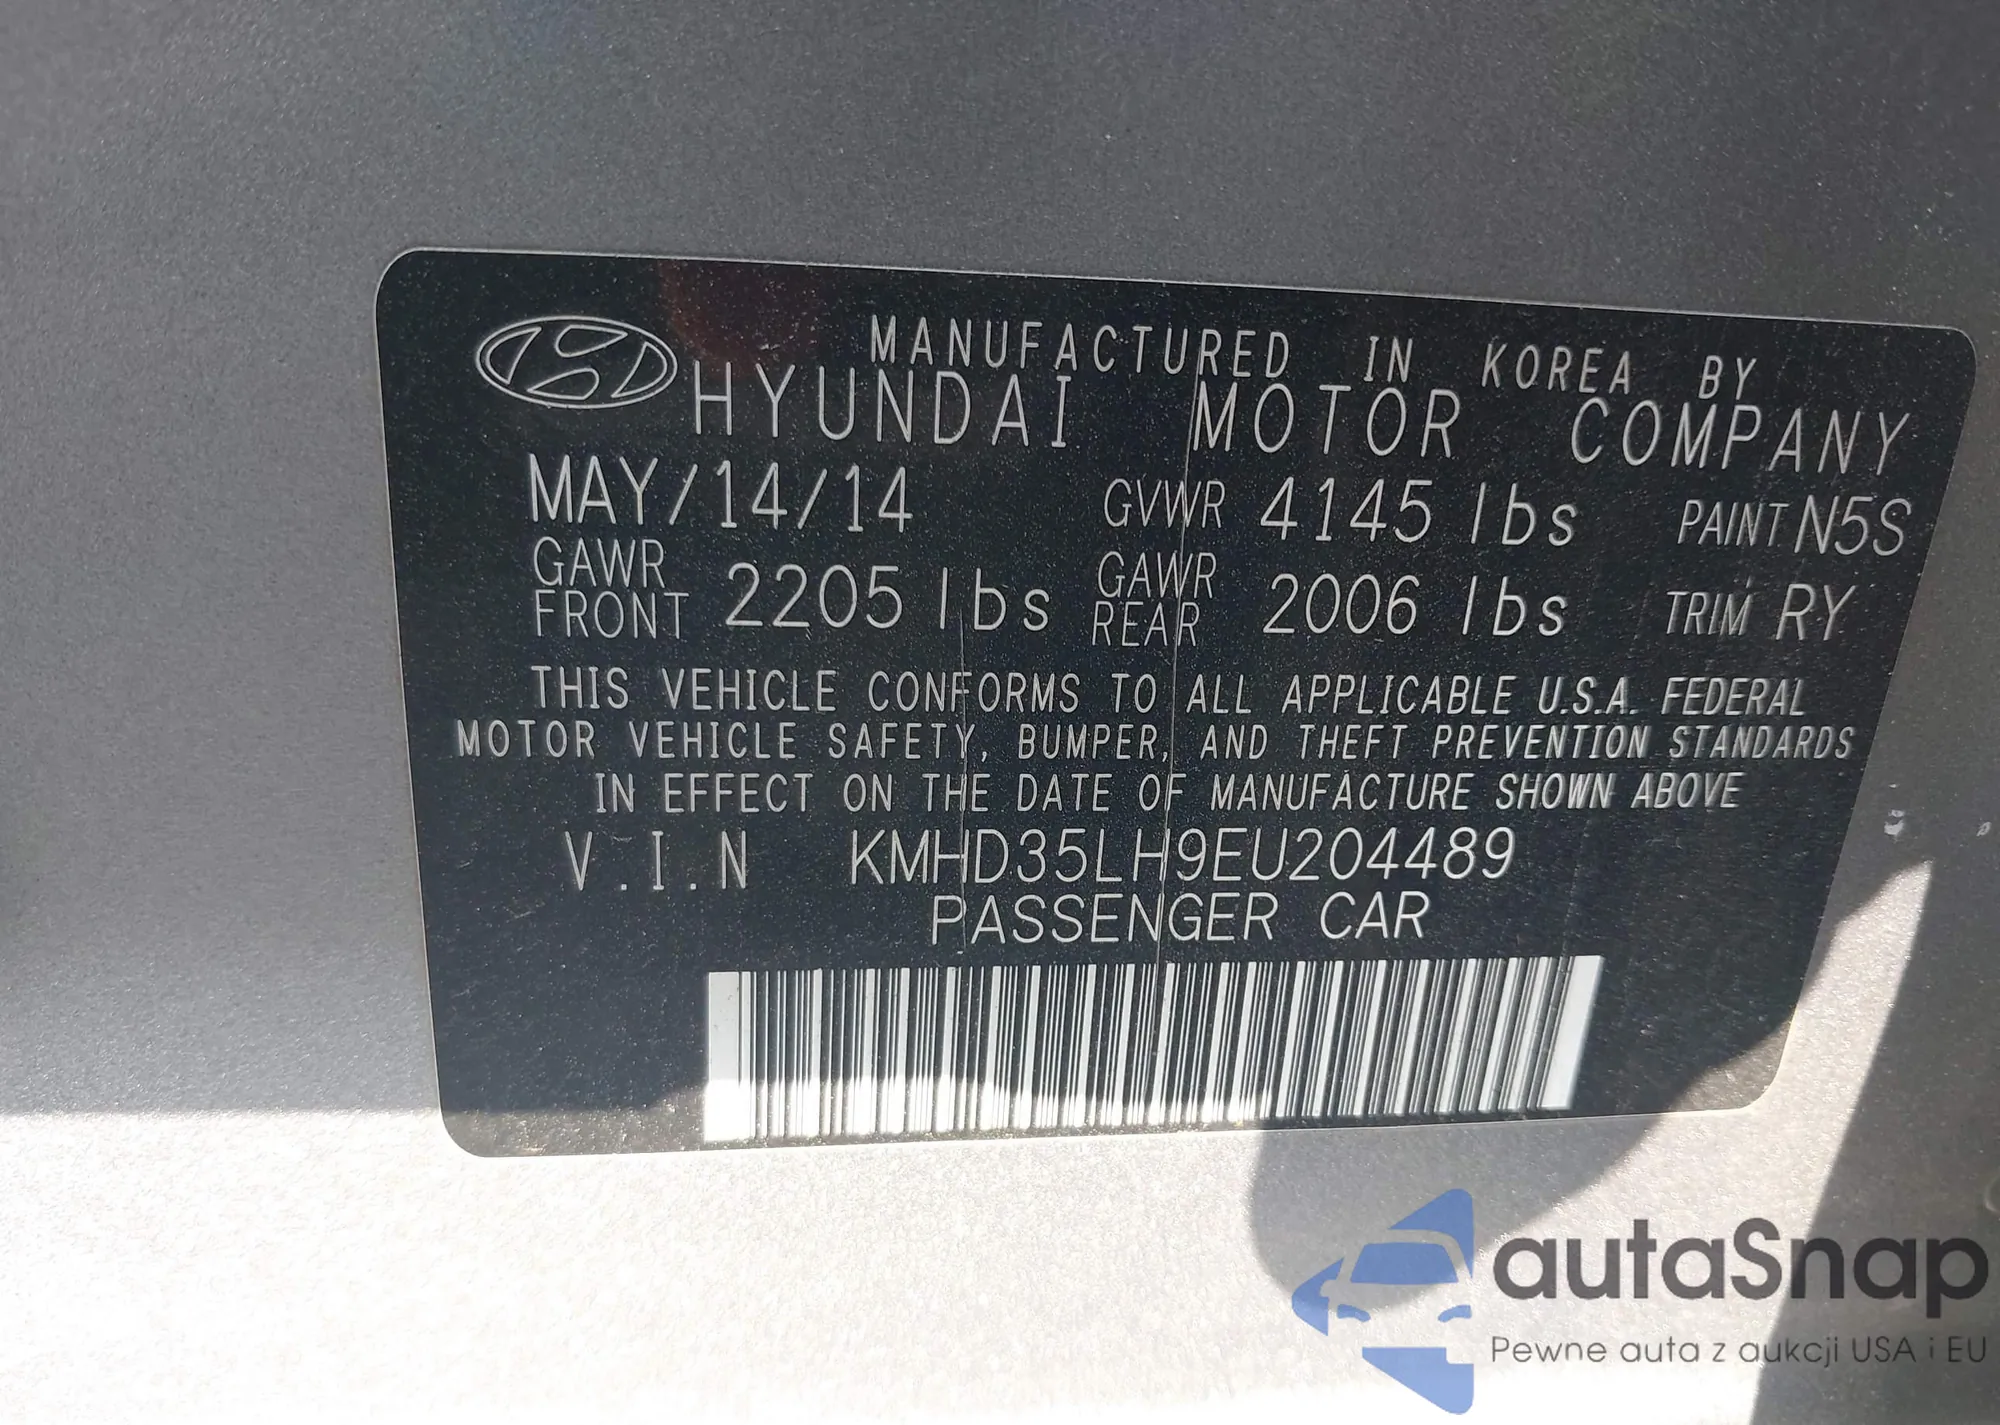 MANUFACTURED IN KOREA BY
HYUNDAI MOTOR COMPANY
MAY/14/14 GVWR 4145 lbs PAINT N5S
GAWR FRONT 2205 lbs GAWR REAR 2006 lbs TRIM RY
THIS VEHICLE CONFORMS TO ALL APPLICABLE U.S.A. FEDERAL
MOTOR VEHICLE SAFETY, BUMPER, AND THEFT PREVENTION STANDARDS
IN EFFECT ON THE DATE OF MANUFACTURE SHOWN ABOVE
V.I.N KMHD35LH9EU204489
PASSENGER CAR
autaSnap
Pewne auta z aukcji USA i EU